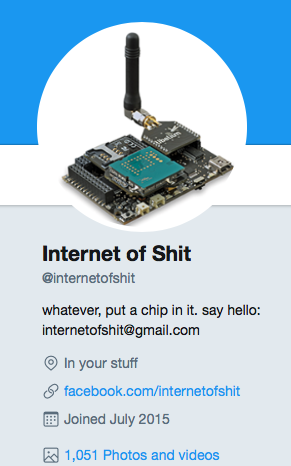 Internet of Shit
@internetofshit
whatever, put a chip in it. say hello:
internetofshit@gmail.com
In your stuff
facebook.com/internetofshit
Joined July 2015
1,051 Photos and videos